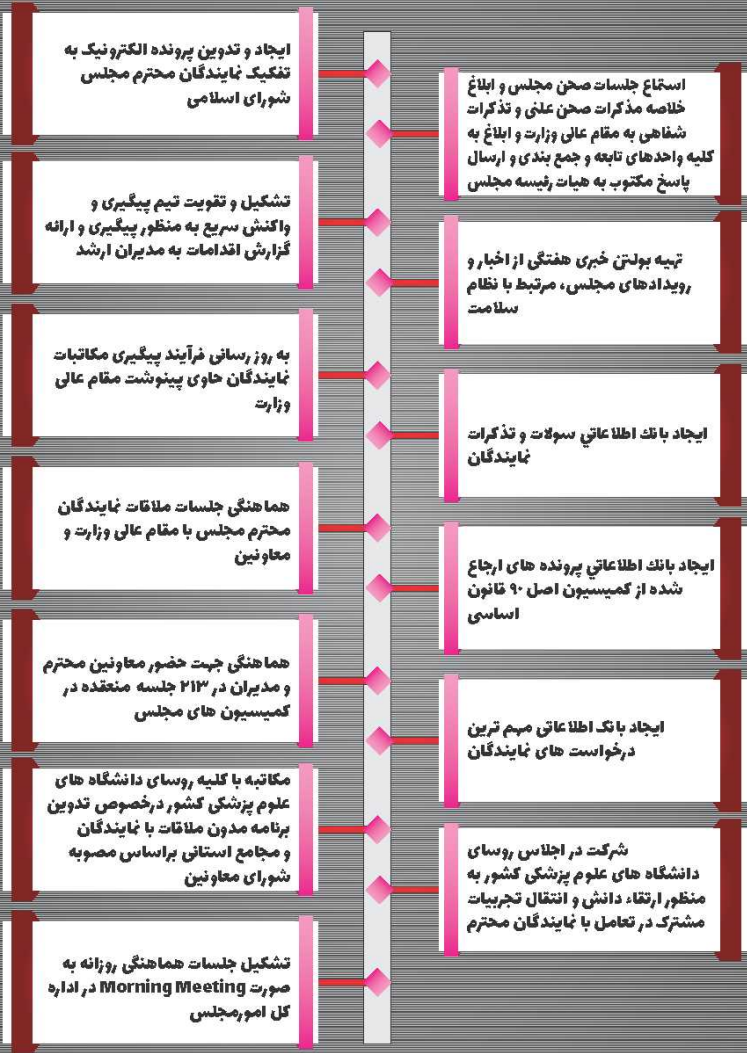 ایجاد و تدوین پرونده الکترونیک به
تفکیک نمایندگان محترم مجلس
شورای اسلامی
استماع جلسات صحن مجلس و ابلاغ
خلاصه مذکرات صحن علنی و تذکرات
شفاهی به مقام عالی وزارت و ابلاغ به
کلیه واحدهای تابعه و جمع بندی و ارسال
پاسخ مکتوب به هیات رئیسه مجلس
تشکیل و تقویت تیم پیگیری و
واکنش سریع به منظور پیگیری و ارائه
گزارش اقدامات به مدیران ارشد
تهیه بولتن خبری هفتگی از اخبار و
رویدادهای مجلس، مرتبط با نظام
سلامت
به روز رسانی فرآیند پیگیری مکاتبات
نمایندگان حاوی پینوشت مقام عالی
وزارت
ایجاد بانك اطلاعاتي سولات و تذکرات
نمایندگان
هماهنگی جلسات ملاقات نمایندگان
محترم مجلس با مقام عالی وزارت و
معاونین
ایجاد بانك اطلاعاتي پرونده های ارجاع
شده از کمیسیون اصل ۹۰ قانون
اساسی
هماهنگی جهت حضور معاونین محترم
و مدیران در ۲۱۳ جلسه منعقده در
کمیسیون های مجلس
ایجاد بانک اطلاعاتی مهم ترین
درخواست های نمایندگان
مکاتبه با کلیه روسای دانشگاه های
علوم پزشکی کشور درخصوص تدوین
برنامه مدون ملاقات با نمایندگان
و مجامع استانی براساس مصوبه
شورای معاونین
شرکت در اجلاس روسای
دانشگاه های علوم پزشکی کشور به
منظور ارتقاء دانش و انتقال تجربیات
مشترک در تعامل با نمایندگان محترم
تشکیل جلسات هماهنگی روزانه به
صورت Morning Meeting در اداره
کل امورمجلس